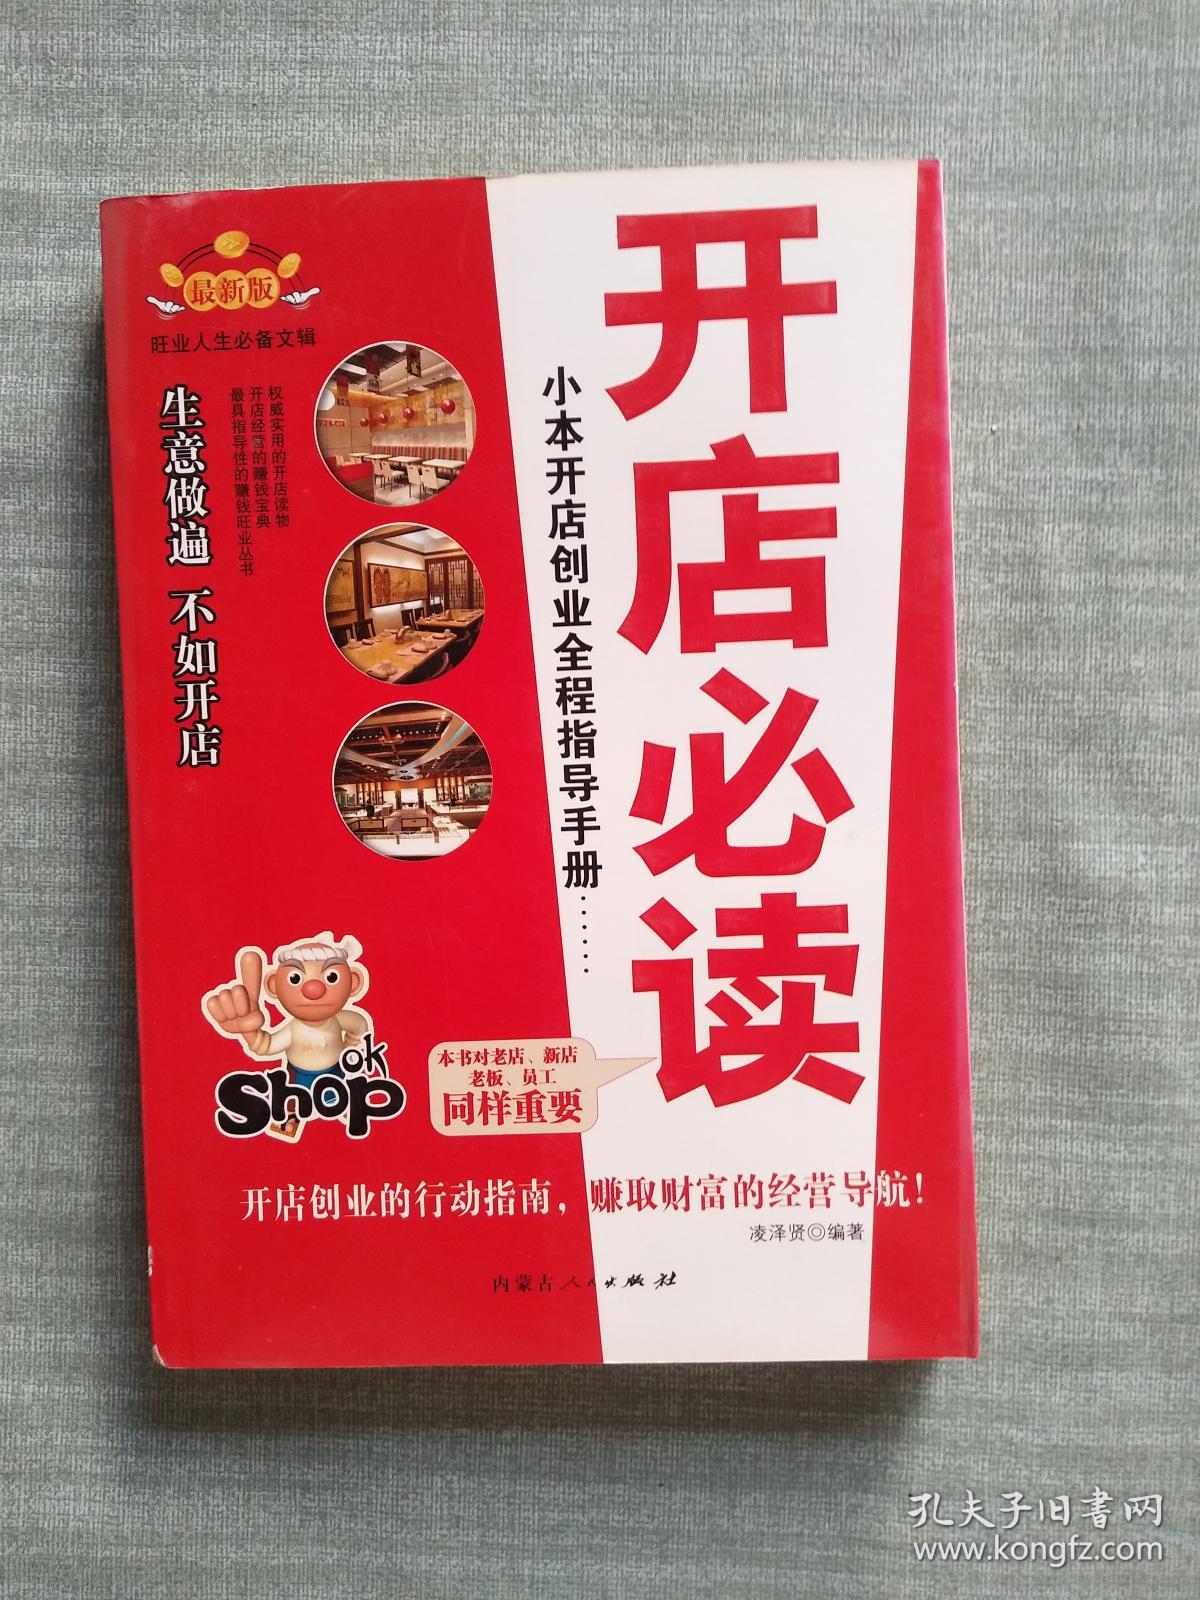 最新版
旺业人生必备文辑
开店必读
小本开店创业全程指导手册……
权威实用的开店读物
开店经营的赚钱宝典
最具指导性的赚钱旺业丛书
生意做遍 不如开店
ok
Shop
本书对老店、新店
老板、员工
同样重要
开店创业的行动指南，赚取财富的经营导航！
凌泽贤◎编著
内蒙古人民出版社
孔夫子旧书网
www.kongfz.com